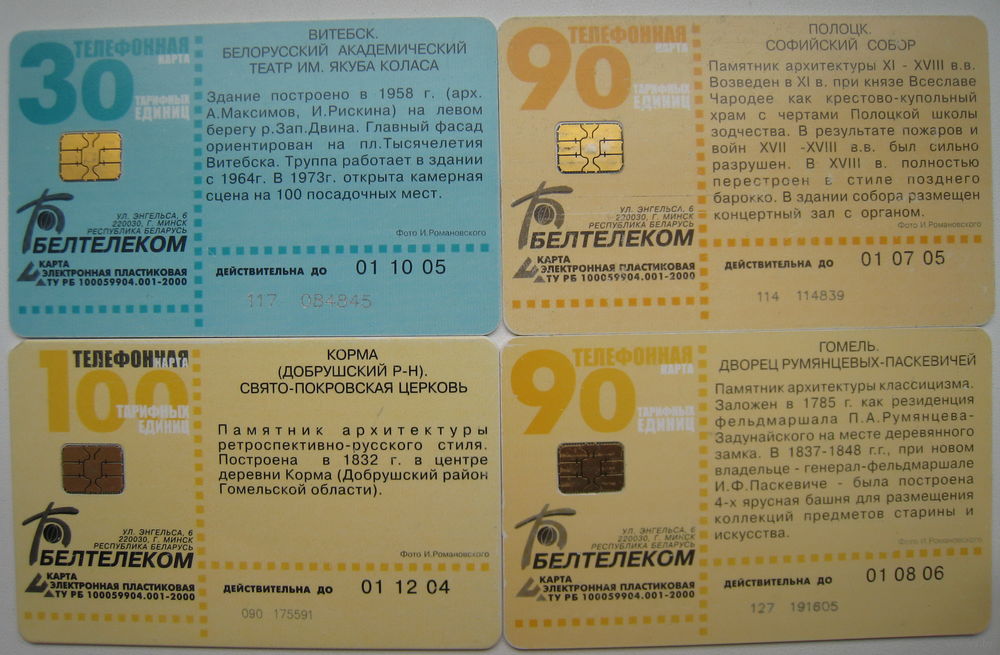 30
ТЕЛЕФОННАЯ
КАРТА
ТАРИФНЫХ
ЕДИНИЦ
ВИТЕБСК.
БЕЛОРУССКИЙ АКАДЕМИЧЕСКИЙ
ТЕАТР ИМ. ЯКУБА КОЛАСА
Здание построено в 1958 г. (арх.
А.Максимов, И.Рискина) на левом
берегу р.Зап.Двина. Главный фасад
ориентирован на пл.Тысячелетия
Витебска. Труппа работает в здании
с 1964г. В 1973г. открыта камерная
сцена на 100 посадочных мест.
Фото И.Романовского
УЛ. ЭНГЕЛЬСА, 6
220030, Г. МИНСК
РЕСПУБЛИКА БЕЛАРУСЬ
БЕЛТЕЛЕКОМ
КАРТА
ЭЛЕКТРОННАЯ ПЛАСТИКОВАЯ
ТУ РБ 100059904.001-2000
ДЕЙСТВИТЕЛЬНА ДО 01 10 05
117 084845
90
ТЕЛЕФОННАЯ
КАРТА
ТАРИФНЫХ
ЕДИНИЦ
ПОЛОЦК.
СОФИЙСКИЙ СОБОР
Памятник архитектуры XI - XVIII в.в.
Возведен в XI в. при князе Всеславе
Чародее как крестово-купольный
храм с чертами Полоцкой школы
зодчества. В результате пожаров и
войн XVII -XVIII в.в. был сильно
разрушен. В XVIII в. полностью
перестроен в стиле позднего
барокко. В здании собора размещен
концертный зал с органом.
Фото И.Романовского
УЛ. ЭНГЕЛЬСА, 6
220030, Г. МИНСК
РЕСПУБЛИКА БЕЛАРУСЬ
БЕЛТЕЛЕКОМ
КАРТА
ЭЛЕКТРОННАЯ ПЛАСТИКОВАЯ
ТУ РБ 100059904.001-2000
ДЕЙСТВИТЕЛЬНА ДО 01 07 05
114 114839
100
ТЕЛЕФОННАЯ
КАРТА
ТАРИФНЫХ
ЕДИНИЦ
КОРМА
(ДОБРУШСКИЙ Р-Н).
СВЯТО-ПОКРОВСКАЯ ЦЕРКОВЬ
Памятник архитектуры
ретроспективно-русского стиля.
Построена в 1832 г. в центре
деревни Корма (Добрушский район
Гомельской области).
Фото И.Романовского
УЛ. ЭНГЕЛЬСА, 6
220030, Г. МИНСК
РЕСПУБЛИКА БЕЛАРУСЬ
БЕЛТЕЛЕКОМ
КАРТА
ЭЛЕКТРОННАЯ ПЛАСТИКОВАЯ
ТУ РБ 100059904.001-2000
ДЕЙСТВИТЕЛЬНА ДО 01 12 04
090 175591
90
ТЕЛЕФОННАЯ
КАРТА
ТАРИФНЫХ
ЕДИНИЦ
ГОМЕЛЬ.
ДВОРЕЦ РУМЯНЦЕВЫХ-ПАСКЕВИЧЕЙ
Памятник архитектуры классицизма.
Заложен в 1785 г. как резиденция
фельдмаршала П.А.Румянцева-
Задунайского на месте деревянного
замка. В 1837-1848 г.г., при новом
владельце - генерал-фельдмаршале
И.Ф.Паскевиче - была построена
4-х ярусная башня для размещения
коллекций предметов старины и
искусства.
Фото И.Романовского
УЛ. ЭНГЕЛЬСА, 6
220030, Г. МИНСК
РЕСПУБЛИКА БЕЛАРУСЬ
БЕЛТЕЛЕКОМ
КАРТА
ЭЛЕКТРОННАЯ ПЛАСТИКОВАЯ
ТУ РБ 100059904.001-2000
ДЕЙСТВИТЕЛЬНА ДО 01 08 06
127 191605